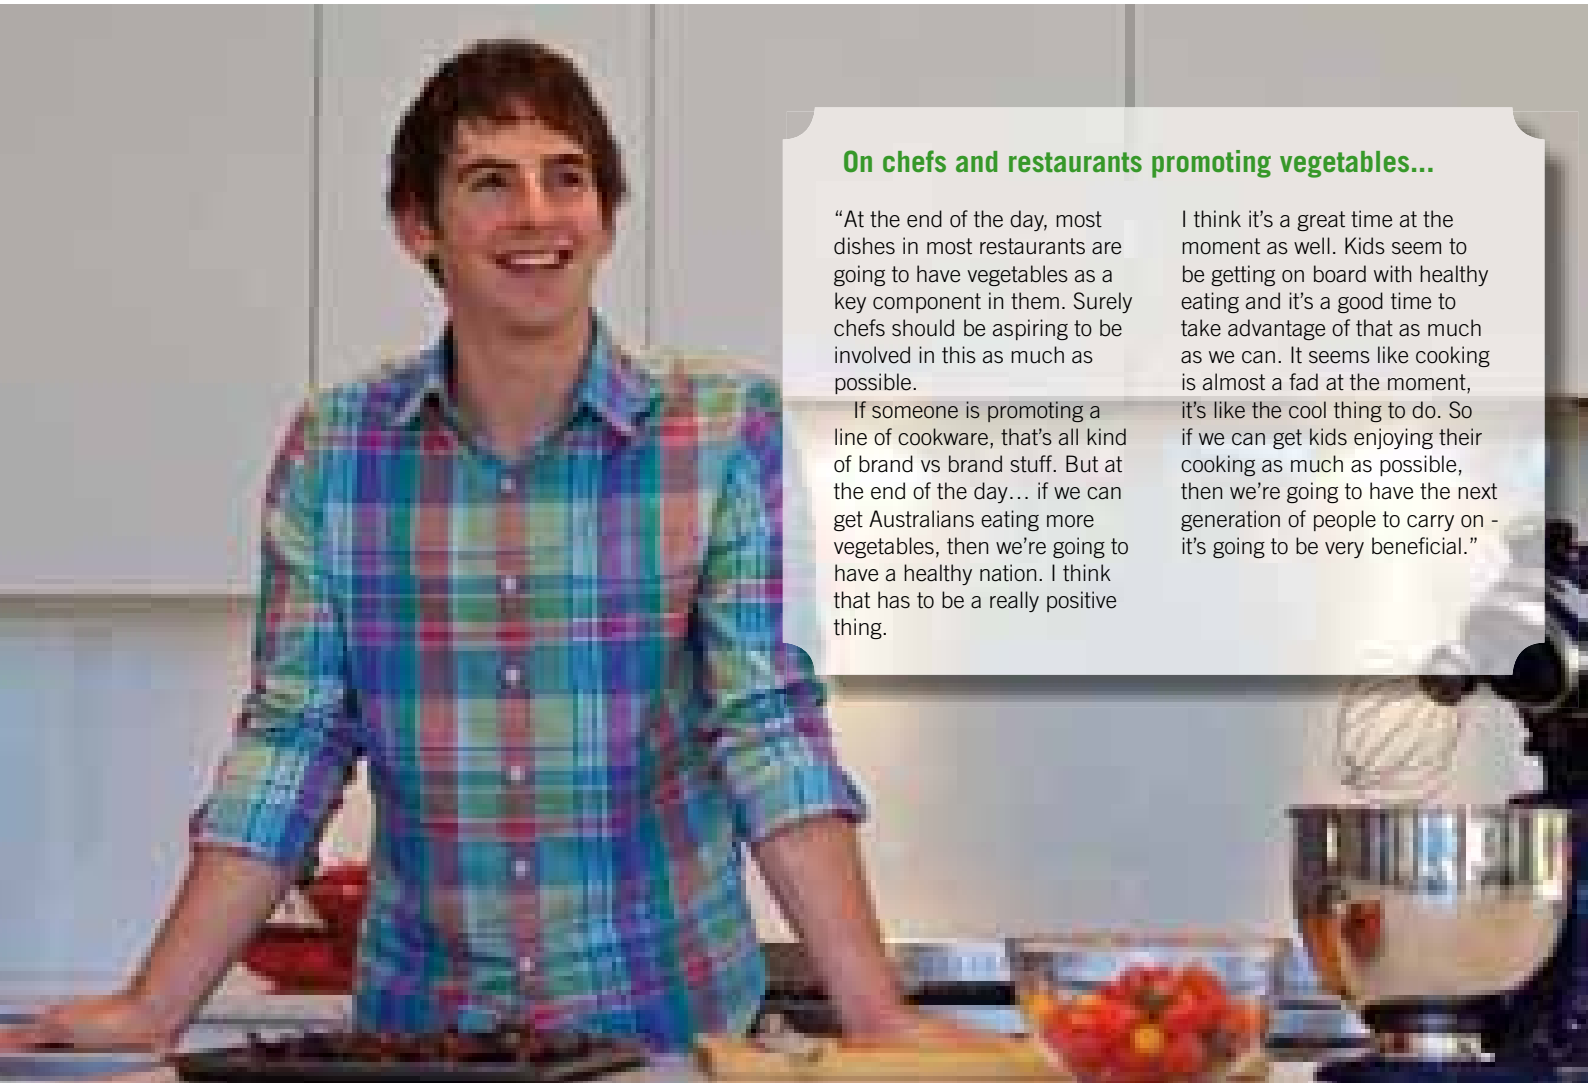 On chefs and restaurants promoting vegetables...
“At the end of the day, most
dishes in most restaurants are
going to have vegetables as a
key component in them. Surely
chefs should be aspiring to be
involved in this as much as
possible.
If someone is promoting a
line of cookware, that’s all kind
of brand vs brand stuff. But at
the end of the day… if we can
get Australians eating more
vegetables, then we’re going to
have a healthy nation. I think
that has to be a really positive
thing.
I think it’s a great time at the
moment as well. Kids seem to
be getting on board with healthy
eating and it’s a good time to
take advantage of that as much
as we can. It seems like cooking
is almost a fad at the moment,
it’s like the cool thing to do. So
if we can get kids enjoying their
cooking as much as possible,
then we’re going to have the next
generation of people to carry on -
it’s going to be very beneficial.”